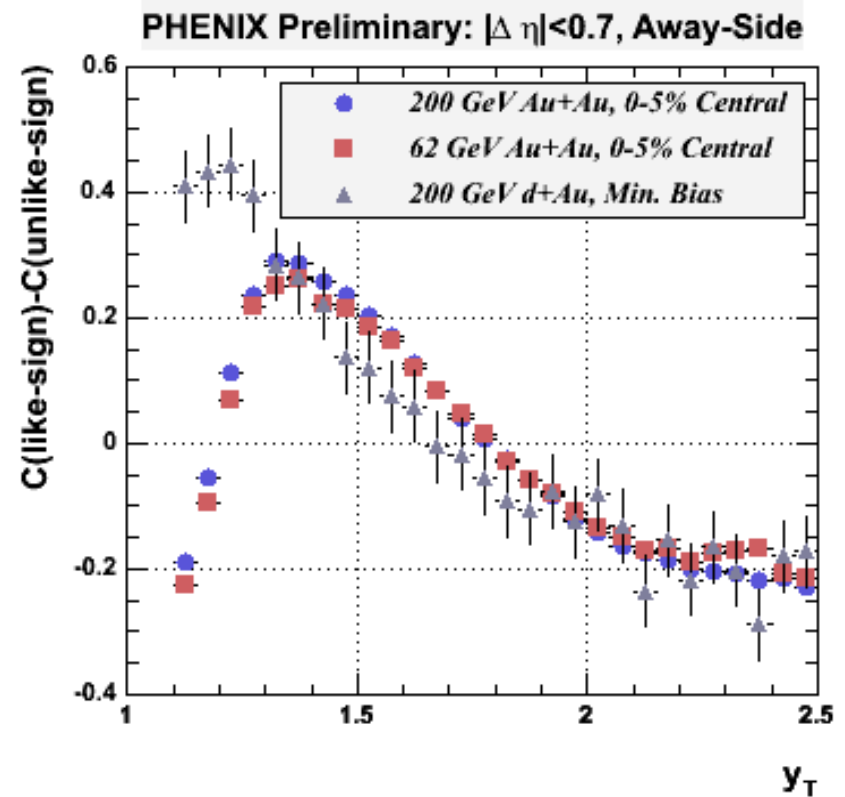 PHENIX Preliminary: |Δ η|<0.7, Away-Side
C(like-sign)-C(unlike-sign)
0.6
0.4
0.2
0
-0.2
-0.4
200 GeV Au+Au, 0-5% Central
62 GeV Au+Au, 0-5% Central
200 GeV d+Au, Min. Bias
1
1.5
2
2.5
yT